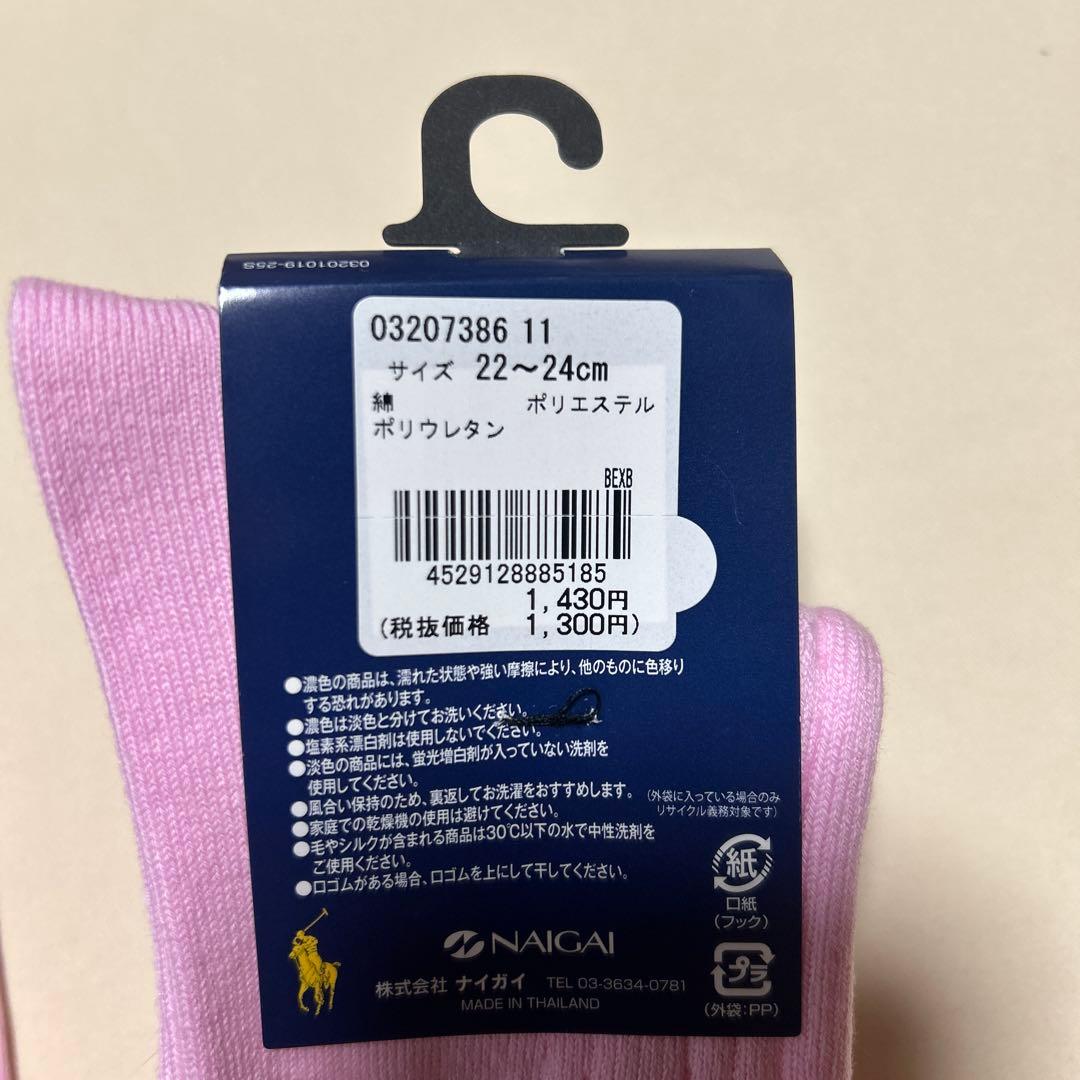 03201019-25S
03207386 11
サイズ 22～24cm
綿 ポリエステル
ポリウレタン
BEXB
4529128885185
1,430円
(税抜価格 1,300円)
●濃色の商品は、濡れた状態や強い摩擦により、他のものに色移り
する恐れがあります。
●濃色は淡色と分けてお洗いください。
●塩素系漂白剤は使用しないでください。
●淡色の商品には、蛍光増白剤が入っていない洗剤を
使用してください。
●風合い保持のため、裏返してお洗濯をおすすめします。
●家庭での乾燥機の使用は避けてください。
●毛やシルクが含まれる商品は30℃以下の水で中性洗剤を
ご使用ください。
●口ゴムがある場合、口ゴムを上にして干してください。
(外袋に入っている場合のみ
リサイクル義務対象です)
紙
口紙
(フック)
プラ
(外袋:PP)
NAIGAI
株式会社 ナイガイ TEL 03-3634-0781
MADE IN THAILAND